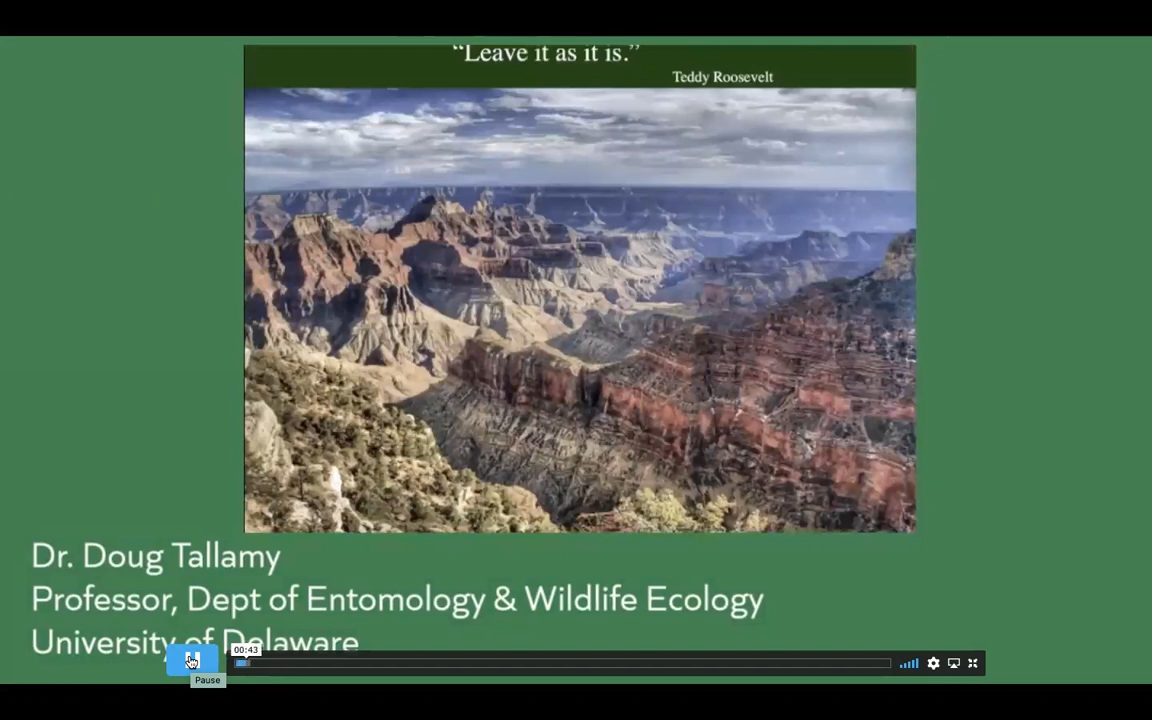 “Leave it as it is.”
Teddy Roosevelt
Dr. Doug Tallamy
Professor, Dept of Entomology & Wildlife Ecology
University of Delaware
00:43
Pause